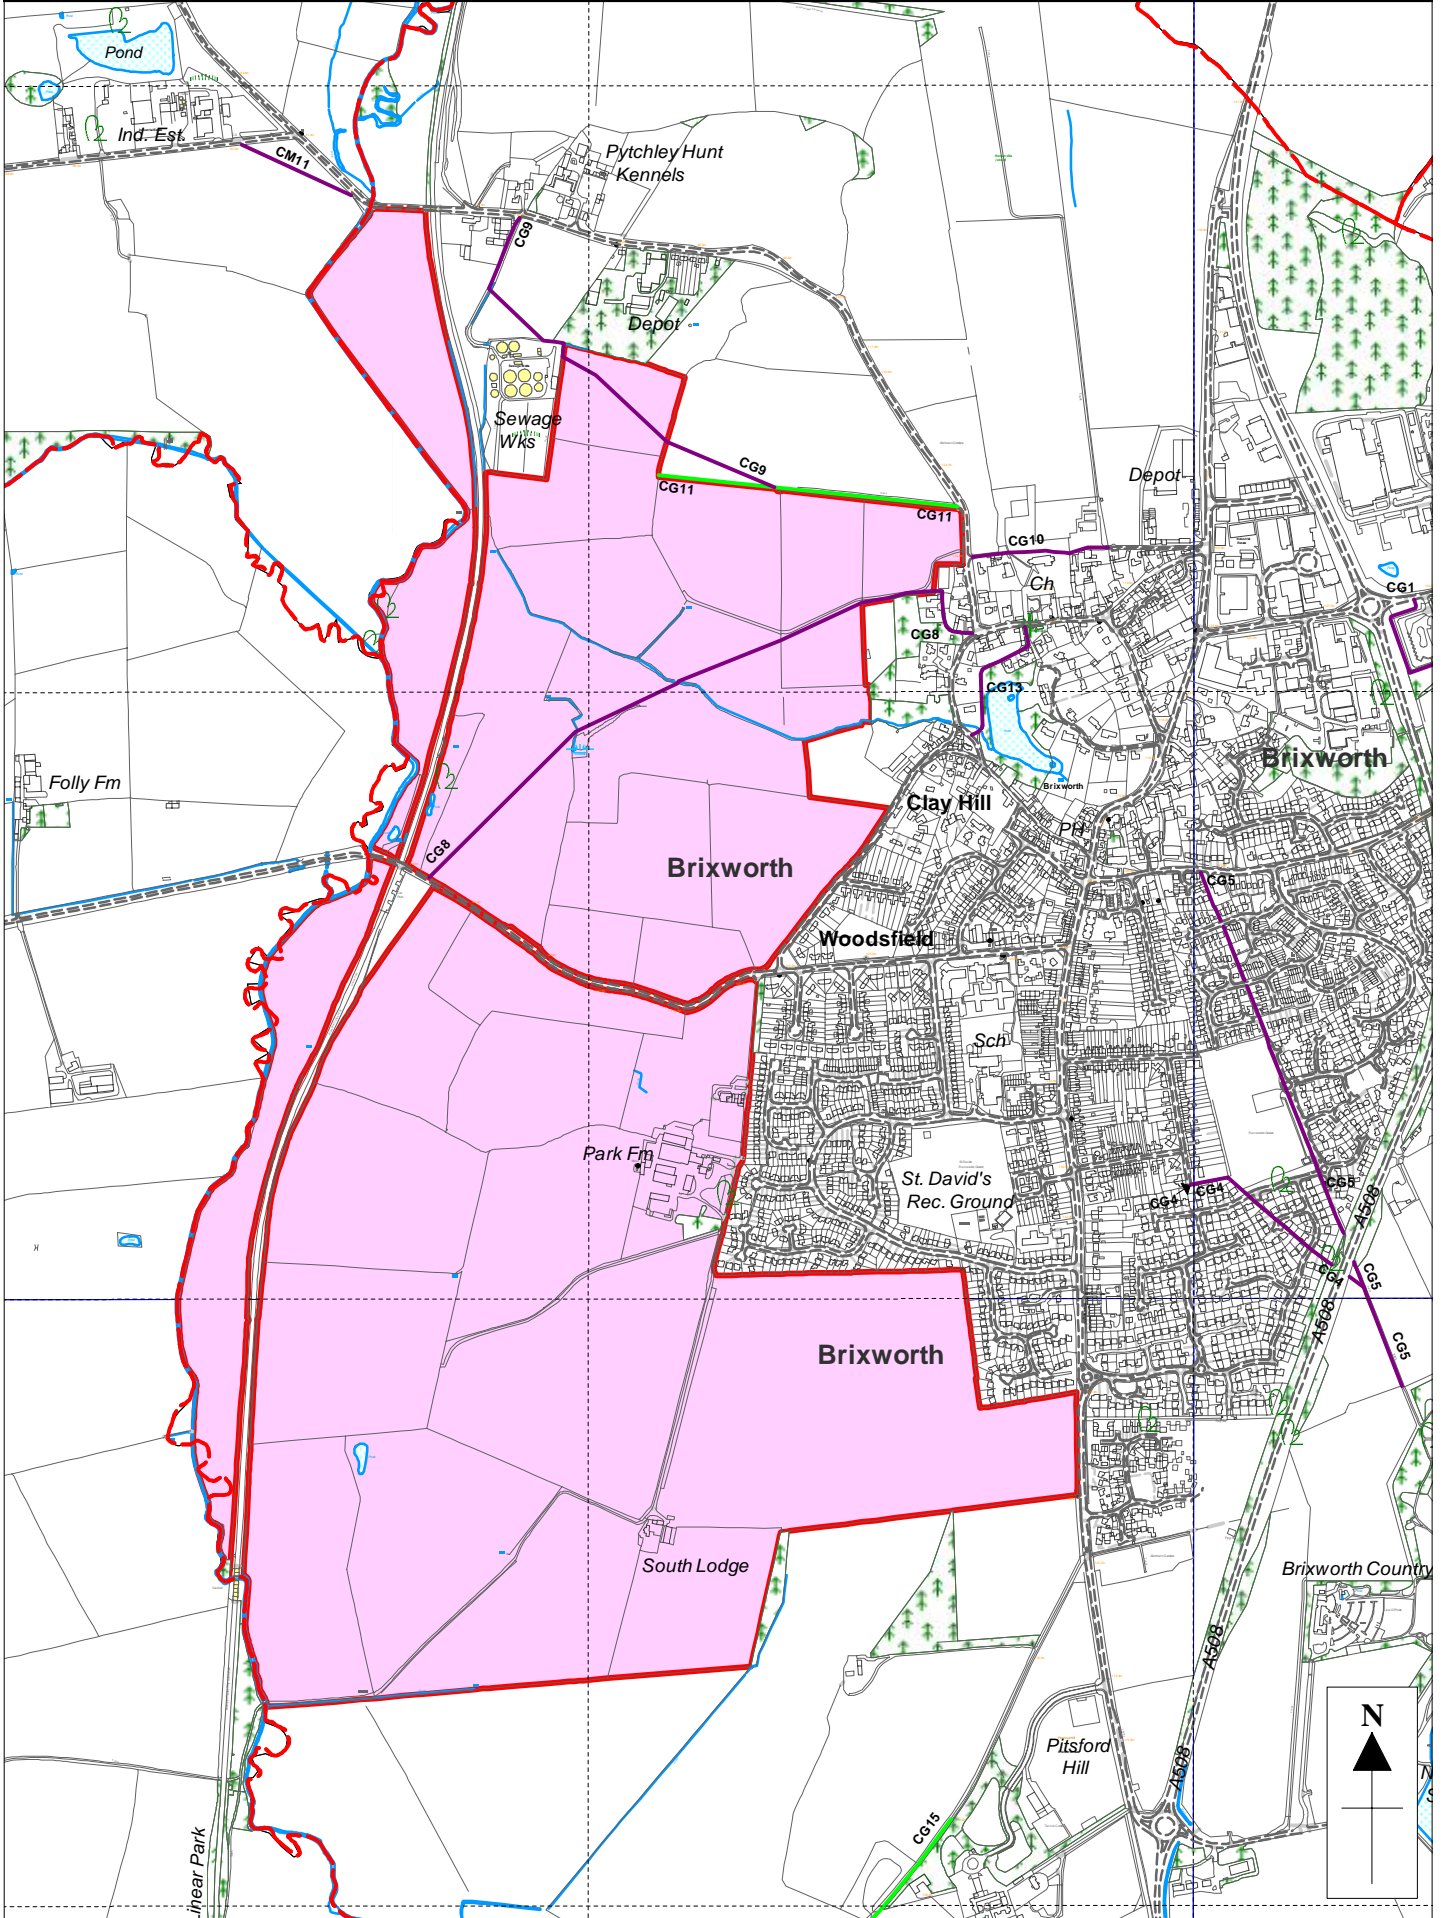 Pond
Ind. Est.
CM11
Pytchley Hunt
Kennels
CG9
Depot
Sewage
Wks
CG9
CG11
CG11
Depot
CG10
Ch
CG1
CG8
CG13
Brixworth
Folly Fm
Brixworth
Clay Hill
PH
CG8
Brixworth
CG5
Woodsfield
Sch
Park Fm
St. David's
Rec. Ground
CG4
CG4
CG5
A508
CG4
CG5
A508
CG5
Brixworth
South Lodge
Brixworth Country
A508
N
Pitsford
Hill
A508
CG15
inear Park